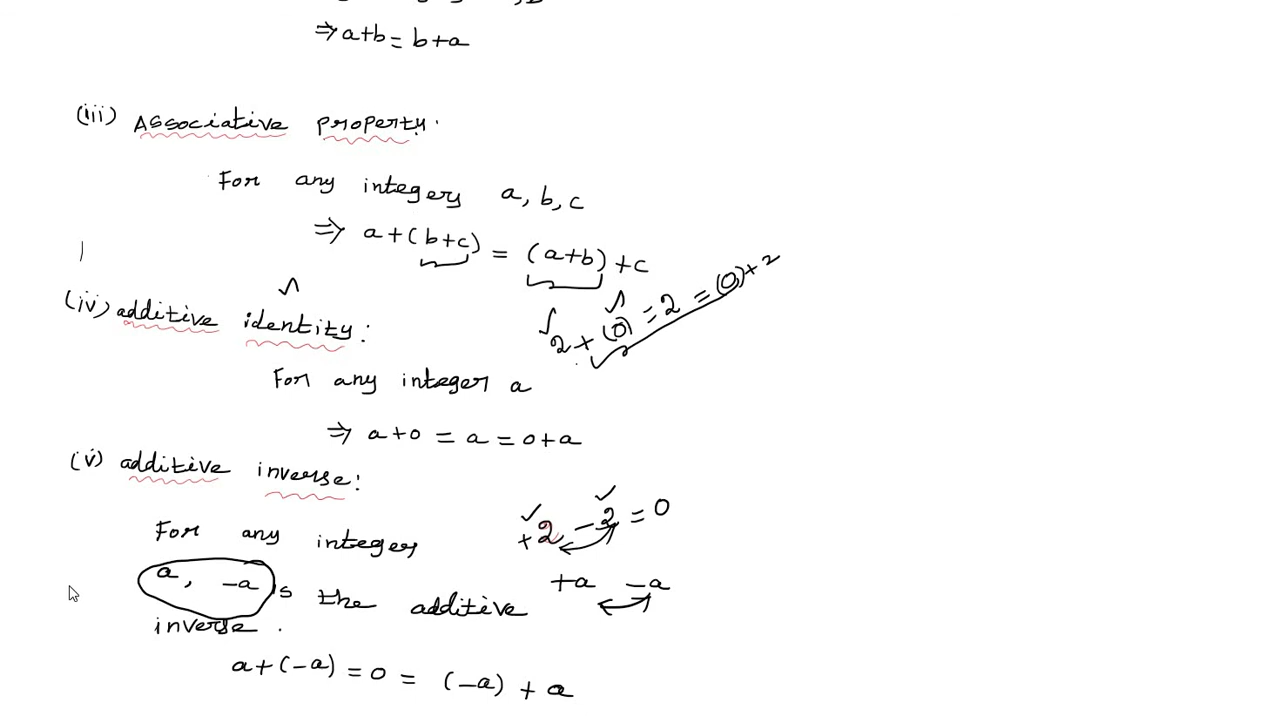 ⇒ a+b = b+a
(iii) Associative property.
For any integers a, b, c
⇒ a+(b+c) = (a+b)+c
(iv) additive identity:
2+(0) = 2 = (0)+2
For any integer a
⇒ a+0 = a = 0+a
(v) additive inverse:
+2, -2 = 0
For any integer
a, -a is the additive
+a -a
inverse.
a+(-a) = 0 = (-a) + a